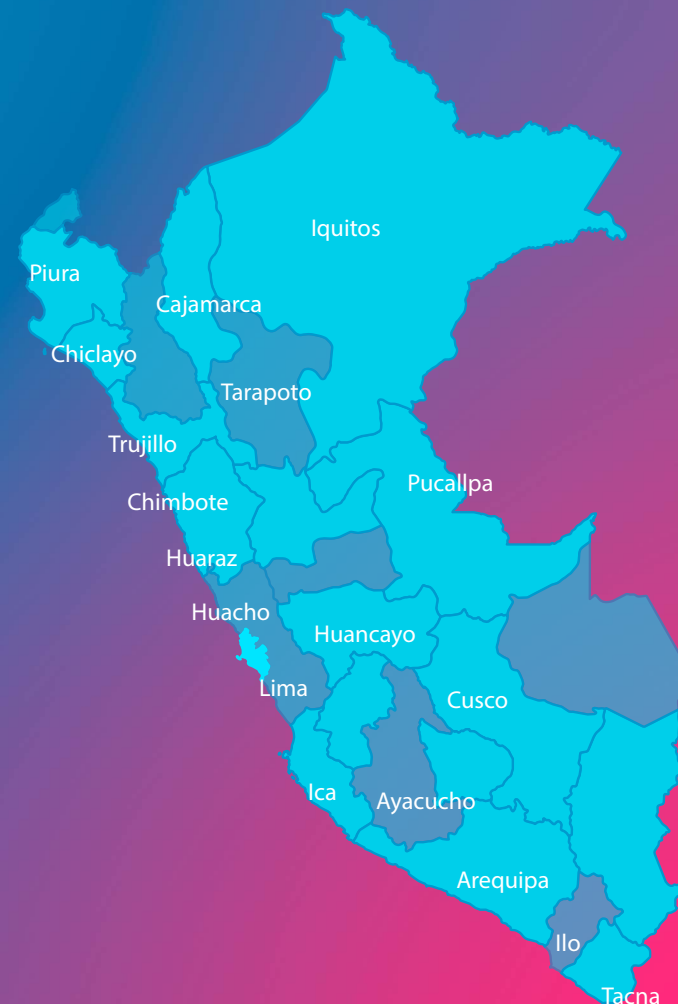 Iquitos
Piura
Cajamarca
Chiclayo
Tarapoto
Trujillo
Pucallpa
Chimbote
Huaraz
Huacho
Huancayo
Lima
Cusco
Ica
Ayacucho
Arequipa
Ilo
Tacna